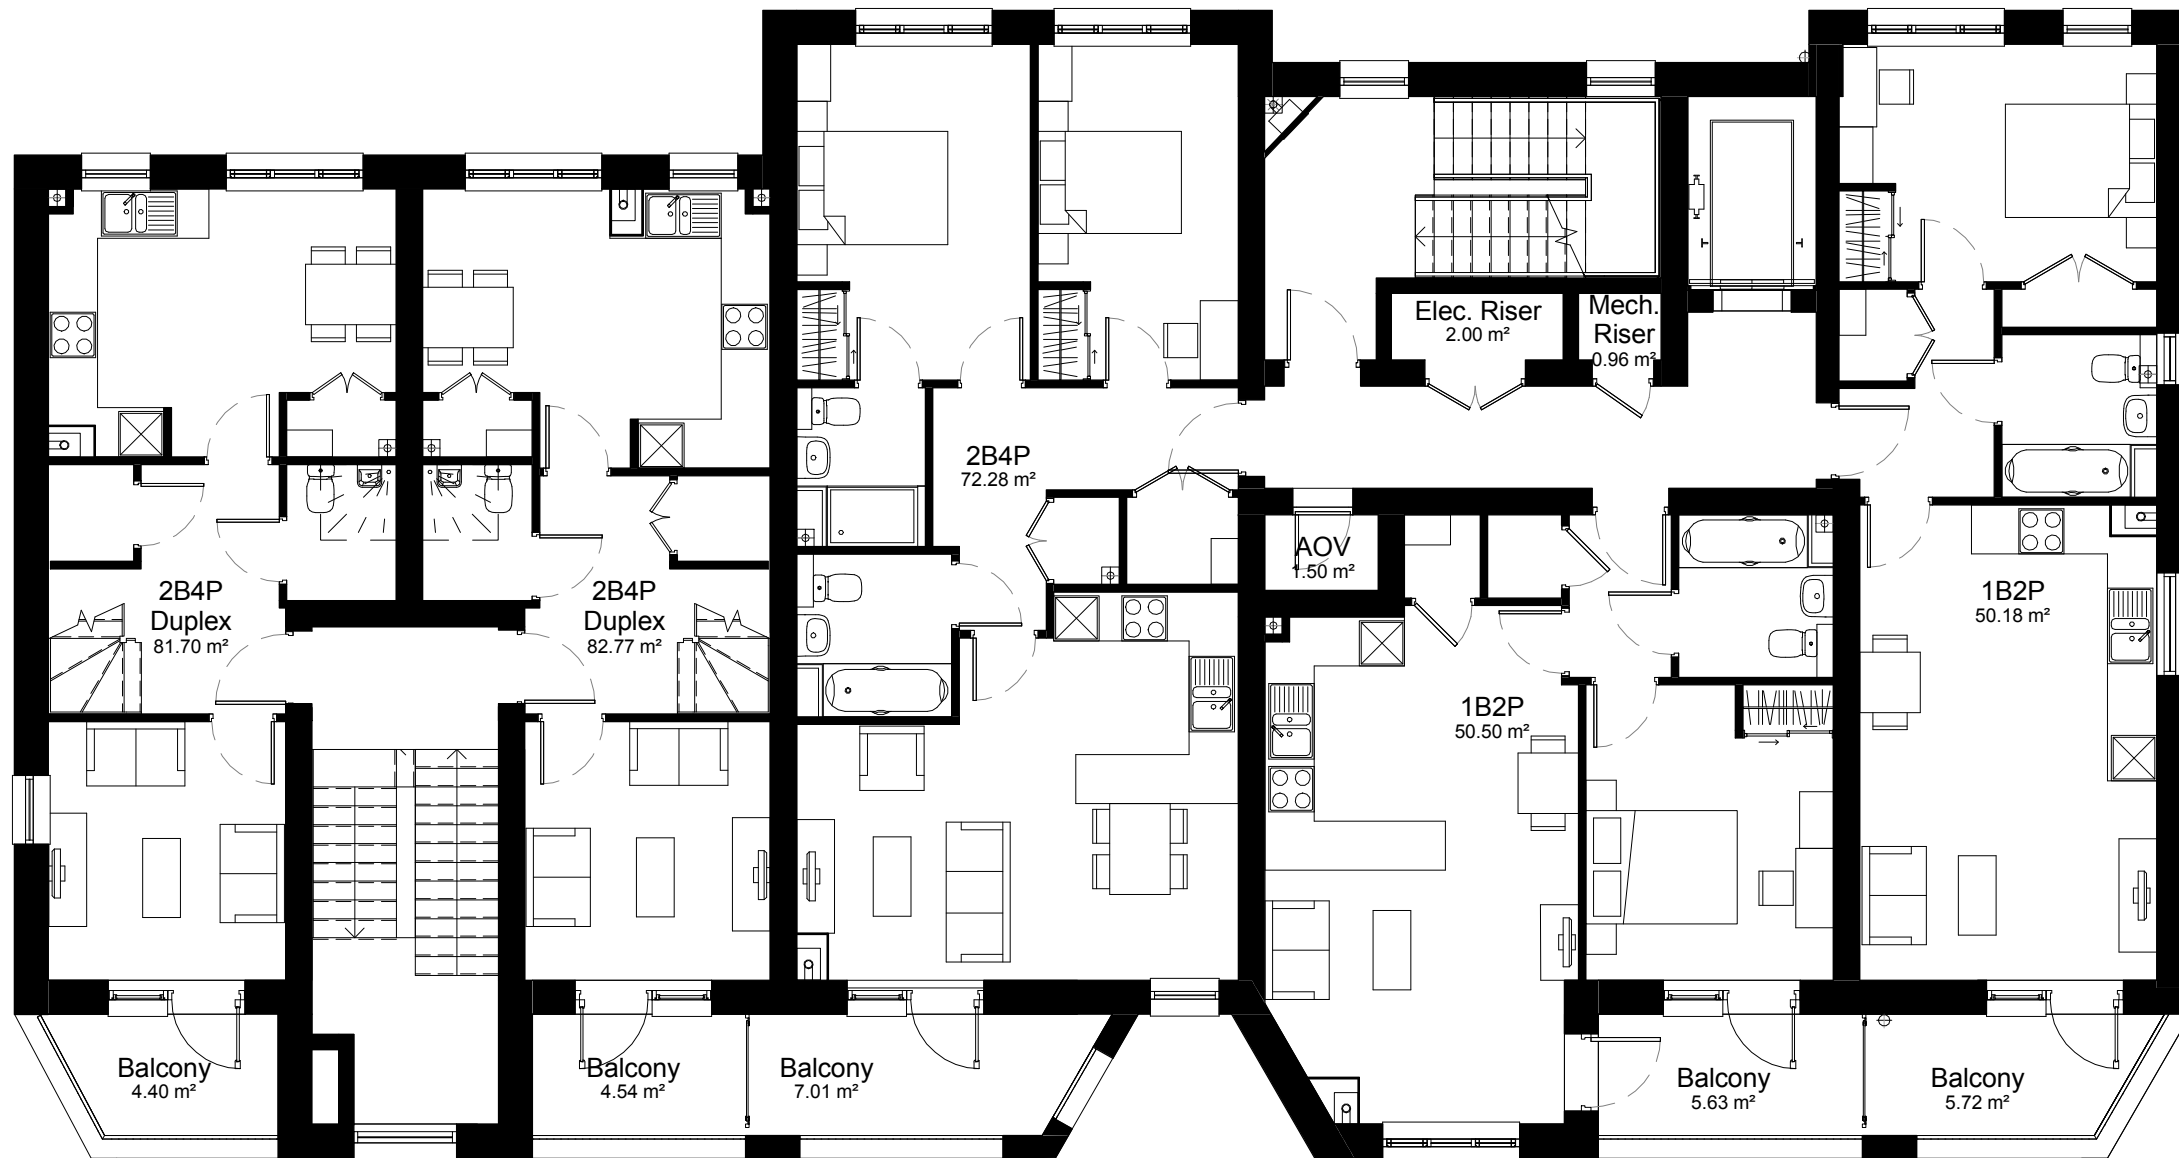 Elec. Riser
2.00 m²
Mech.
Riser
0.96 m²
2B4P
72.28 m²
AOV
1.50 m²
2B4P
Duplex
81.70 m²
2B4P
Duplex
82.77 m²
1B2P
50.18 m²
1B2P
50.50 m²
Balcony
4.40 m²
Balcony
4.54 m²
Balcony
7.01 m²
Balcony
5.63 m²
Balcony
5.72 m²